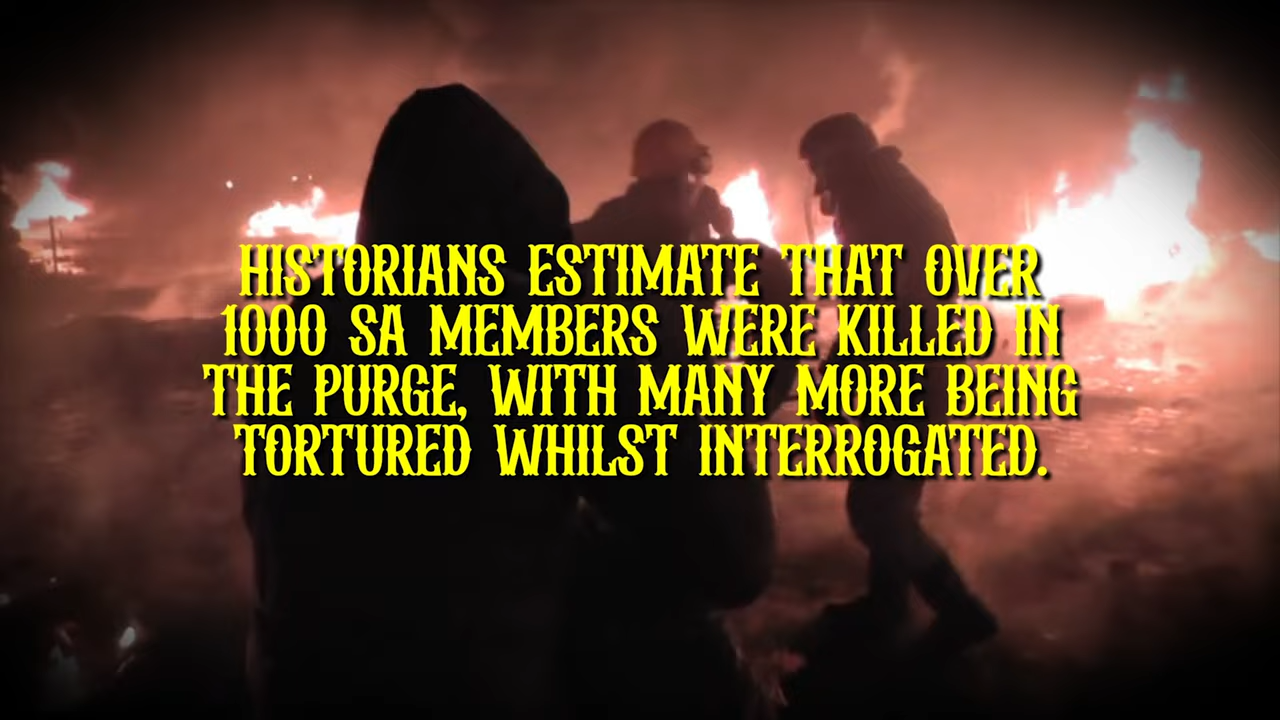 HISTORIANS ESTIMATE THAT OVER
1000 SA MEMBERS WERE KILLED IN
THE PURGE, WITH MANY MORE BEING
TORTURED WHILST INTERROGATED.